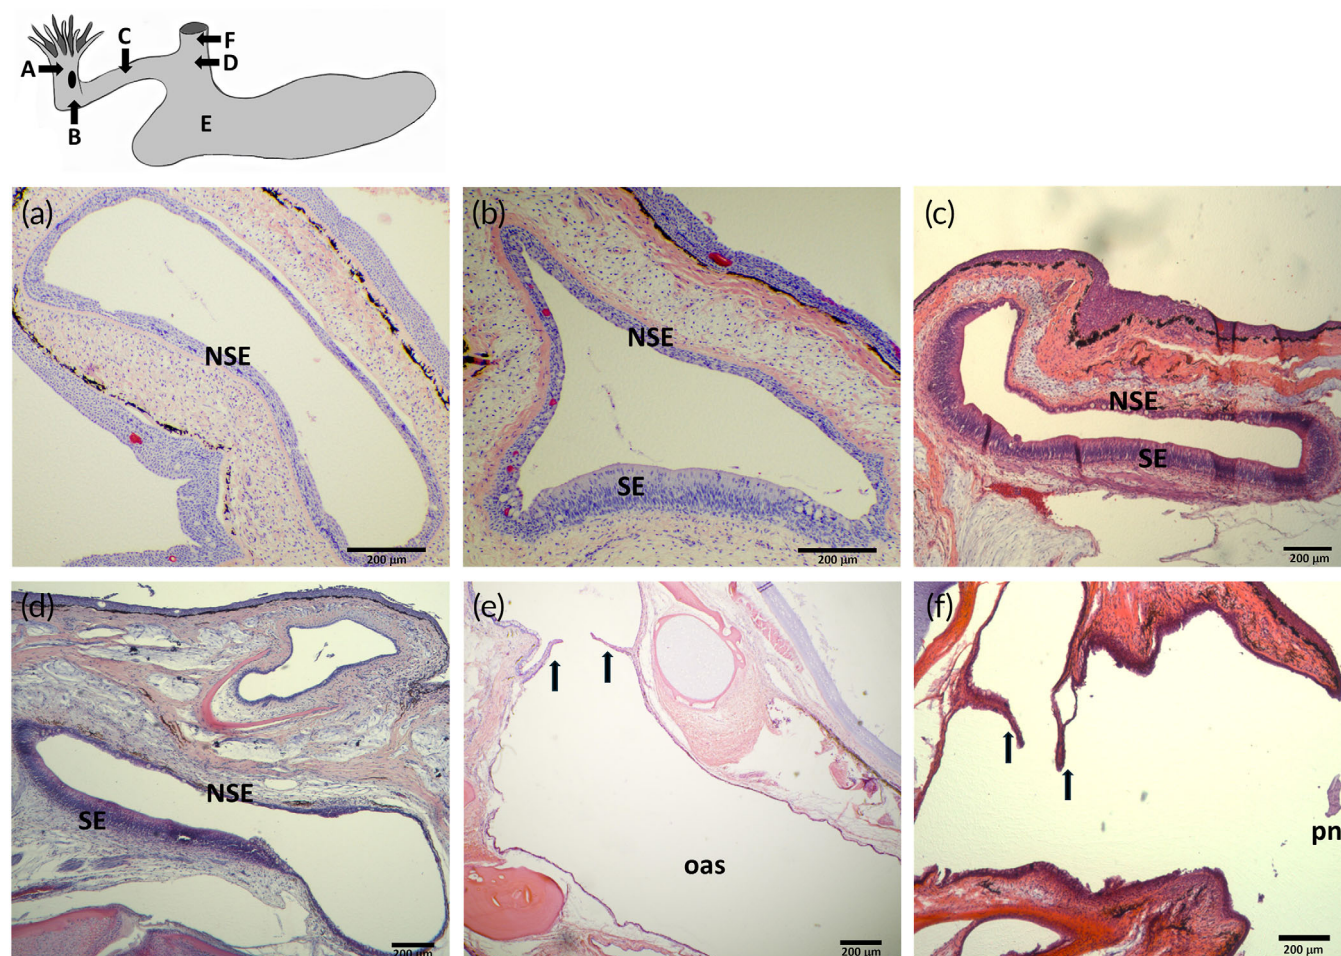 C
F
A
D
B
E
(a)
NSE
200 µm
(b)
NSE
SE
200 µm
(c)
NSE
SE
200 µm
(d)
NSE
SE
200 µm
(e)
oas
200 µm
(f)
pn
200 µm